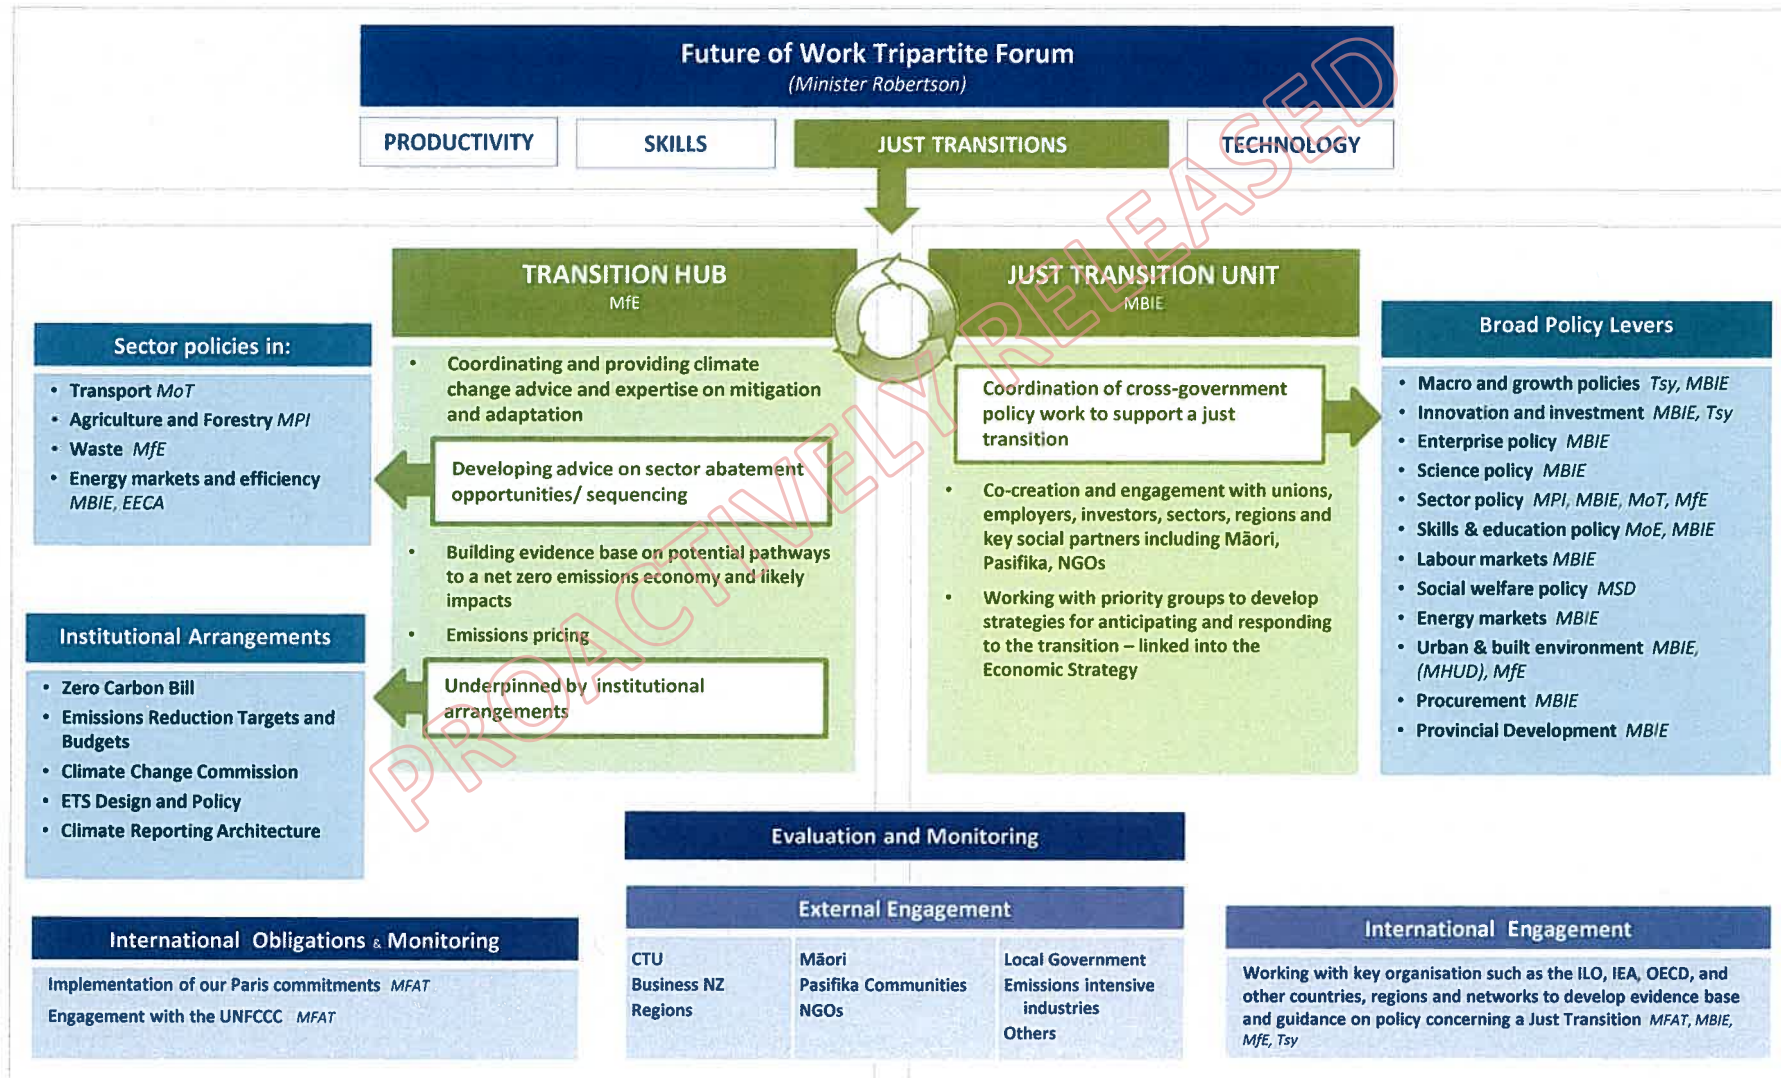 Future of Work Tripartite Forum
(Minister Robertson)
PRODUCTIVITY
SKILLS
JUST TRANSITIONS
TECHNOLOGY
TRANSITION HUB
MfE
• Coordinating and providing climate
change advice and expertise on mitigation
and adaptation
Developing advice on sector abatement
opportunities/ sequencing
• Building evidence base on potential pathways
to a net zero emissions economy and likely
impacts
• Emissions pricing
Underpinned by institutional
arrangements
JUST TRANSITION UNIT
MBIE
Coordination of cross-government
policy work to support a just
transition
• Co-creation and engagement with unions,
employers, investors, sectors, regions and
key social partners including Māori,
Pasifika, NGOs
• Working with priority groups to develop
strategies for anticipating and responding
to the transition – linked into the
Economic Strategy
Sector policies in:
• Transport MoT
• Agriculture and Forestry MPI
• Waste MfE
• Energy markets and efficiency
MBIE, EECA
Institutional Arrangements
• Zero Carbon Bill
• Emissions Reduction Targets and
Budgets
• Climate Change Commission
• ETS Design and Policy
• Climate Reporting Architecture
Broad Policy Levers
• Macro and growth policies Tsy, MBIE
• Innovation and investment MBIE, Tsy
• Enterprise policy MBIE
• Science policy MBIE
• Sector policy MPI, MBIE, MoT, MfE
• Skills & education policy MoE, MBIE
• Labour markets MBIE
• Social welfare policy MSD
• Energy markets MBIE
• Urban & built environment MBIE,
(MHUD), MfE
• Procurement MBIE
• Provincial Development MBIE
Evaluation and Monitoring
External Engagement
CTU
Business NZ
Regions
Māori
Pasifika Communities
NGOs
Local Government
Emissions intensive
industries
Others
International Obligations & Monitoring
Implementation of our Paris commitments MFAT
Engagement with the UNFCCC MFAT
International Engagement
Working with key organisation such as the ILO, IEA, OECD, and
other countries, regions and networks to develop evidence base
and guidance on policy concerning a Just Transition MFAT, MBIE,
MfE, Tsy
PROACTIVELY RELEASED